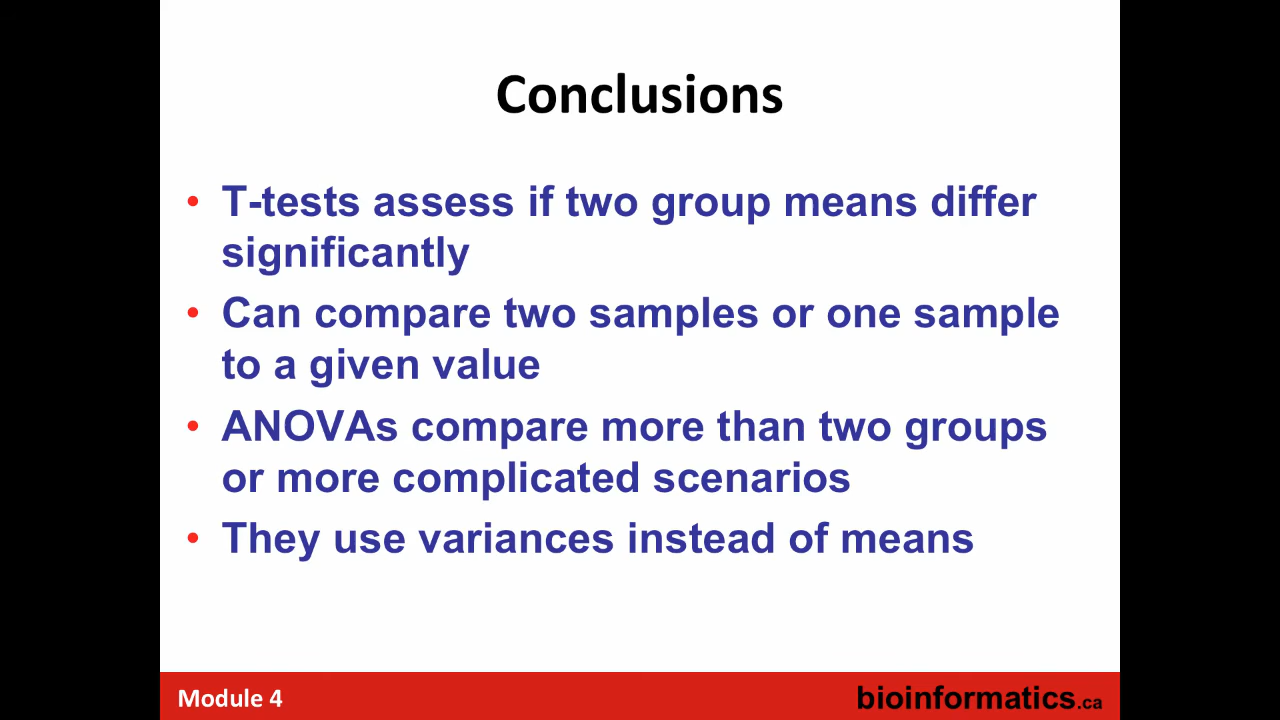 Conclusions
• T-tests assess if two group means differ
significantly
• Can compare two samples or one sample
to a given value
• ANOVAs compare more than two groups
or more complicated scenarios
• They use variances instead of means
Module 4
bioinformatics.ca